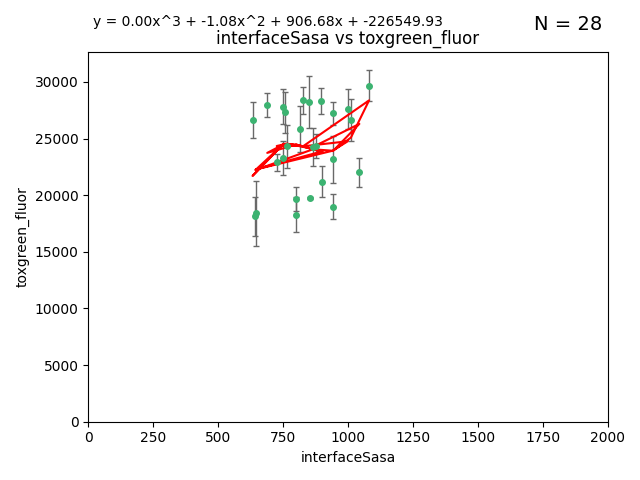 y = 0.00x^3 + -1.08x^2 + 906.68x + -226549.93
N = 28
interfaceSasa vs toxgreen_fluor
30000
25000
20000
15000
10000
5000
0
toxgreen_fluor
0 250 500 750 1000 1250 1500 1750 2000
interfaceSasa